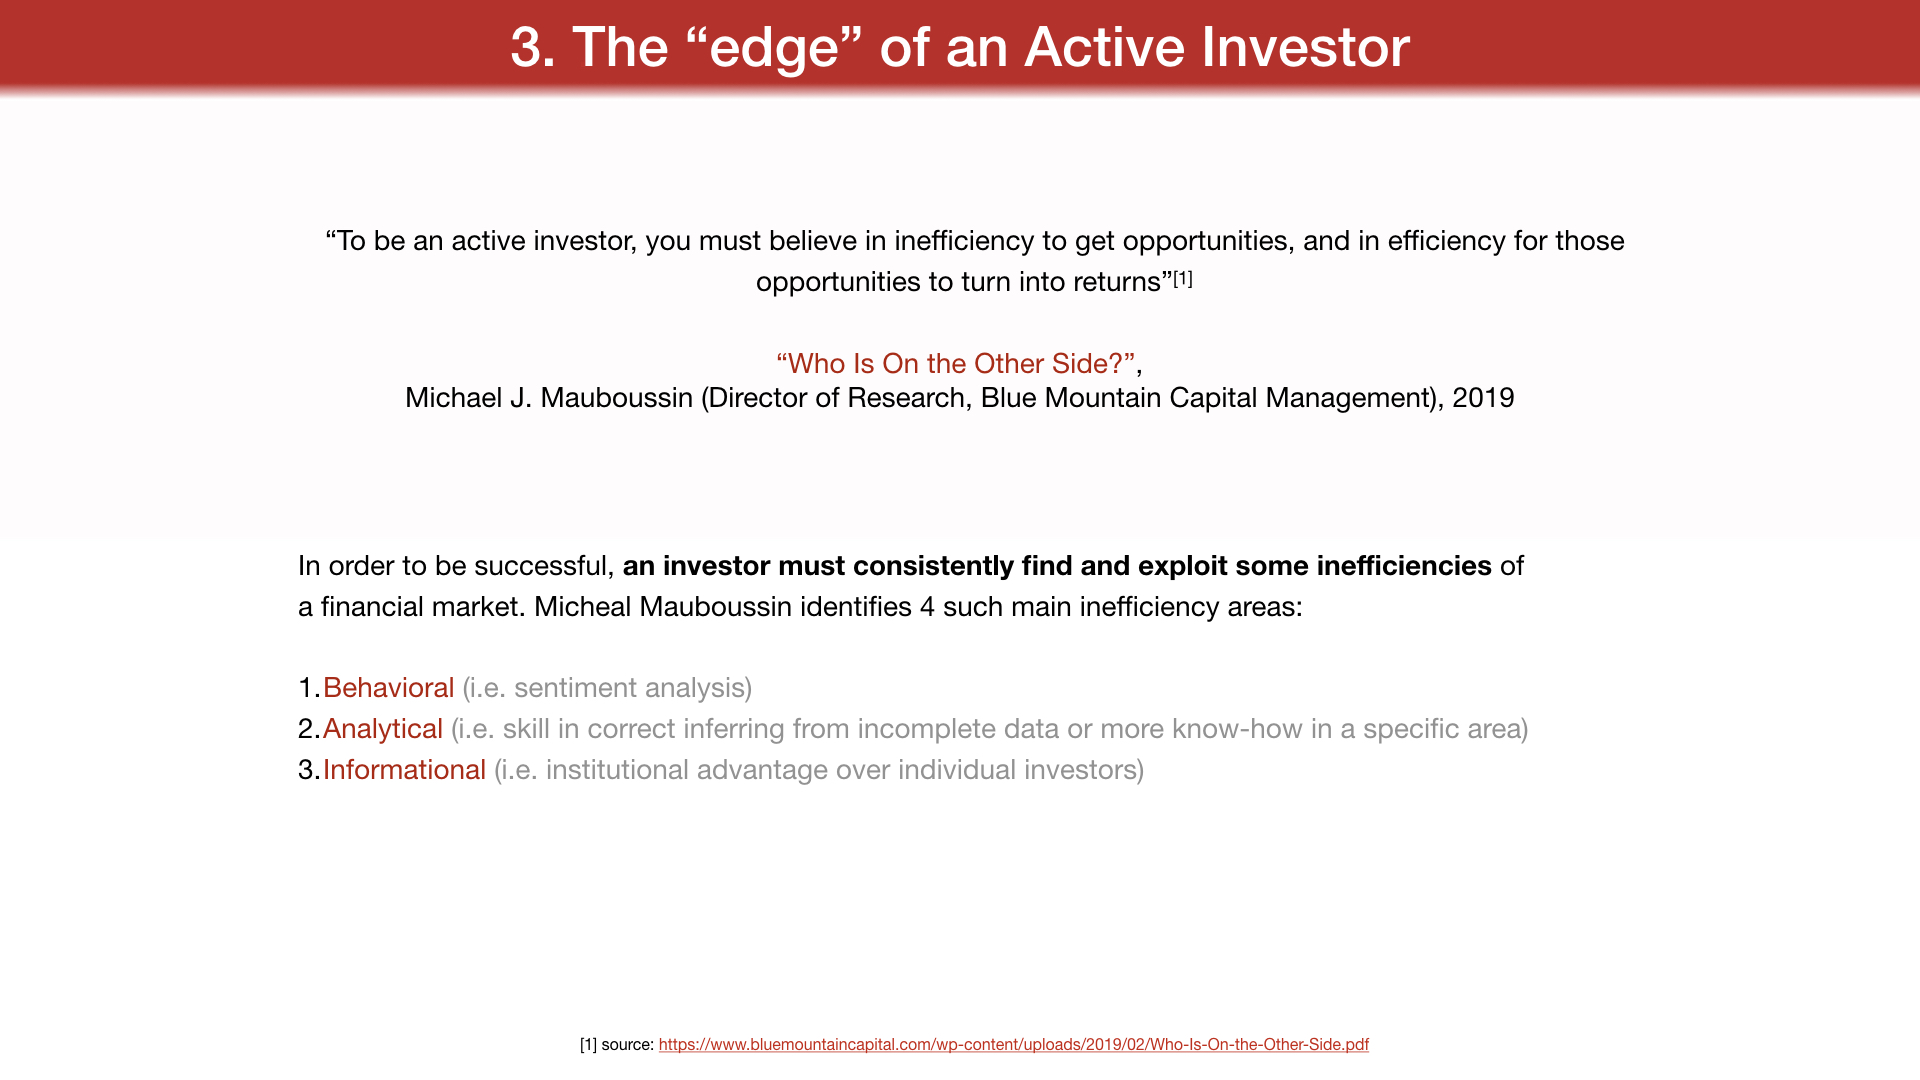 3. The “edge” of an Active Investor
“To be an active investor, you must believe in inefficiency to get opportunities, and in efficiency for those
opportunities to turn into returns”[1]
“Who Is On the Other Side?”,
Michael J. Mauboussin (Director of Research, Blue Mountain Capital Management), 2019
In order to be successful, an investor must consistently find and exploit some inefficiencies of
a financial market. Micheal Mauboussin identifies 4 such main inefficiency areas:
1. Behavioral (i.e. sentiment analysis)
2. Analytical (i.e. skill in correct inferring from incomplete data or more know-how in a specific area)
3. Informational (i.e. institutional advantage over individual investors)
[1] source: https://www.bluemountaincapital.com/wp-content/uploads/2019/02/Who-Is-On-the-Other-Side.pdf